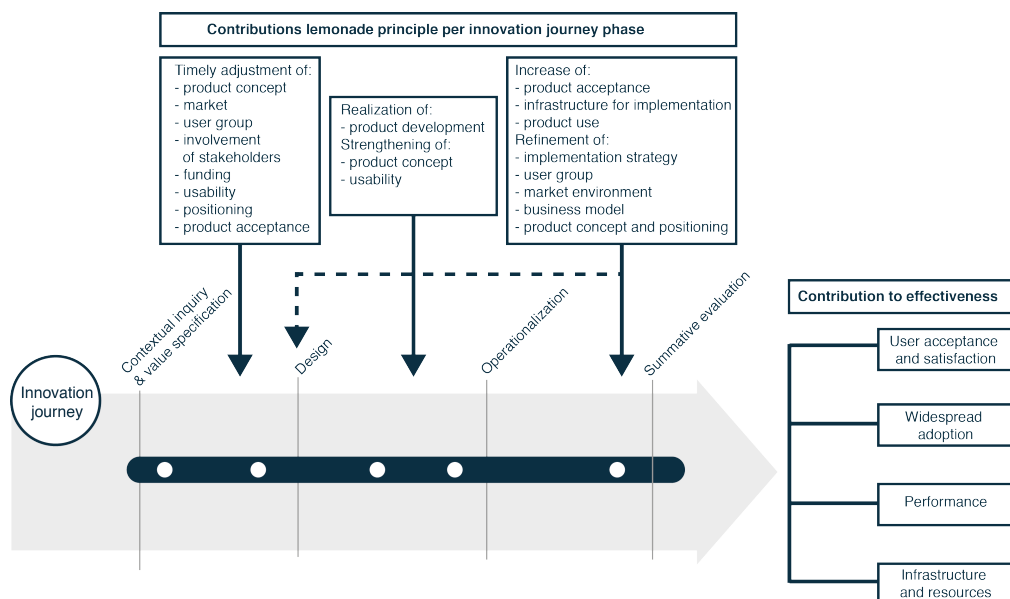 Contributions lemonade principle per innovation journey phase
Timely adjustment of:
- product concept
- market
- user group
- involvement
of stakeholders
- funding
- usability
- positioning
- product acceptance
Realization of:
- product development
Strengthening of:
- product concept
- usability
Increase of:
- product acceptance
- infrastructure for implementation
- product use
Refinement of:
- implementation strategy
- user group
- market environment
- business model
- product concept and positioning
Contextual inquiry
& value specification
Design
Operationalization
Summative evaluation
Innovation
journey
Contribution to effectiveness
User acceptance
and satisfaction
Widespread
adoption
Performance
Infrastructure
and resources